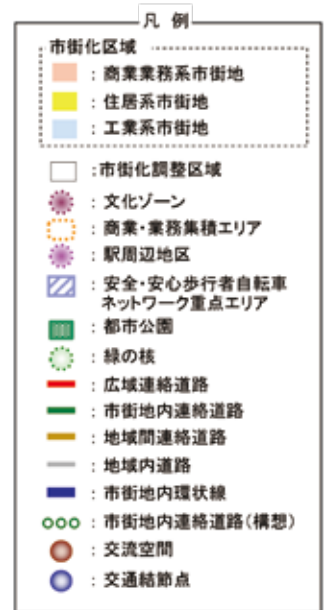 凡 例
市街化区域
：商業業務系市街地
：住居系市街地
：工業系市街地
：市街化調整区域
：文化ゾーン
：商業・業務集積エリア
：駅周辺地区
：安全・安心歩行者自転車
ネットワーク重点エリア
：都市公園
：緑の核
：広域連絡道路
：市街地内連絡道路
：地域間連絡道路
：地域内道路
：市街地内環状線
：市街地内連絡道路（構想）
：交流空間
：交通結節点